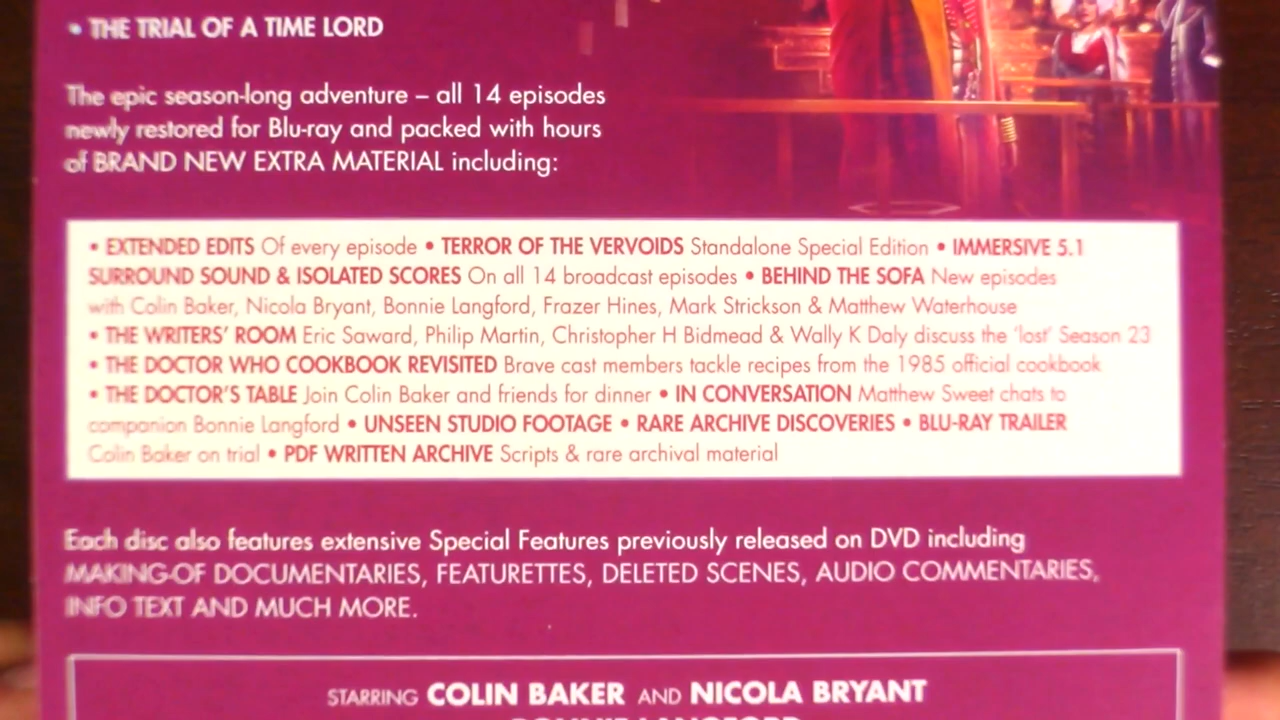 • THE TRIAL OF A TIME LORD
The epic season-long adventure – all 14 episodes
newly restored for Blu-ray and packed with hours
of BRAND NEW EXTRA MATERIAL including:
• EXTENDED EDITS Of every episode • TERROR OF THE VERVOIDS Standalone Special Edition • IMMERSIVE 5.1
SURROUND SOUND & ISOLATED SCORES On all 14 broadcast episodes • BEHIND THE SOFA New episodes
with Colin Baker, Nicola Bryant, Bonnie Langford, Frazer Hines, Mark Strickson & Matthew Waterhouse
• THE WRITERS' ROOM Eric Saward, Philip Martin, Christopher H Bidmead & Wally K Daly discuss the 'lost' Season 23
• THE DOCTOR WHO COOKBOOK REVISITED Brave cast members tackle recipes from the 1985 official cookbook
• THE DOCTOR'S TABLE Join Colin Baker and friends for dinner • IN CONVERSATION Matthew Sweet chats to
companion Bonnie Langford • UNSEEN STUDIO FOOTAGE • RARE ARCHIVE DISCOVERIES • BLU-RAY TRAILER
Colin Baker on trial • PDF WRITTEN ARCHIVE Scripts & rare archival material
Each disc also features extensive Special Features previously released on DVD including
MAKING-OF DOCUMENTARIES, FEATURETTES, DELETED SCENES, AUDIO COMMENTARIES,
INFO TEXT AND MUCH MORE.
STARRING COLIN BAKER AND NICOLA BRYANT
BONNIE LANGFORD